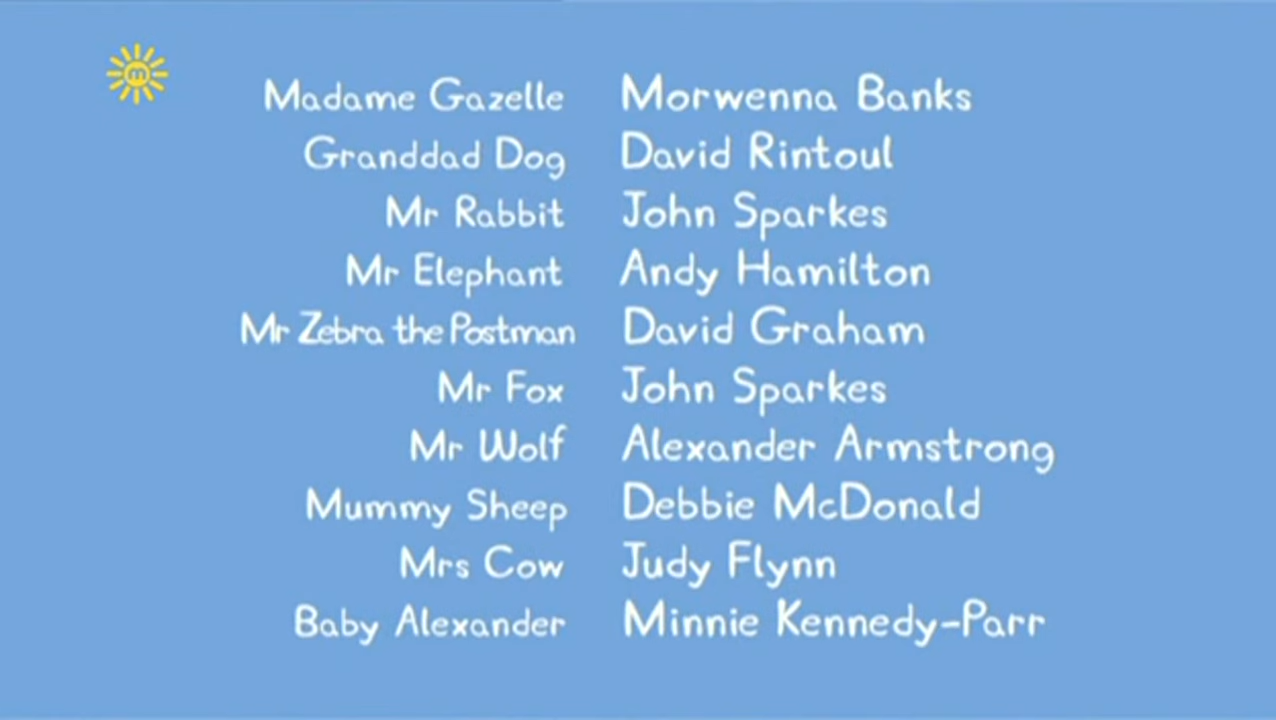 m
Madame Gazelle Morwenna Banks
Granddad Dog David Rintoul
Mr Rabbit John Sparkes
Mr Elephant Andy Hamilton
Mr Zebra the Postman David Graham
Mr Fox John Sparkes
Mr Wolf Alexander Armstrong
Mummy Sheep Debbie McDonald
Mrs Cow Judy Flynn
Baby Alexander Minnie Kennedy-Parr